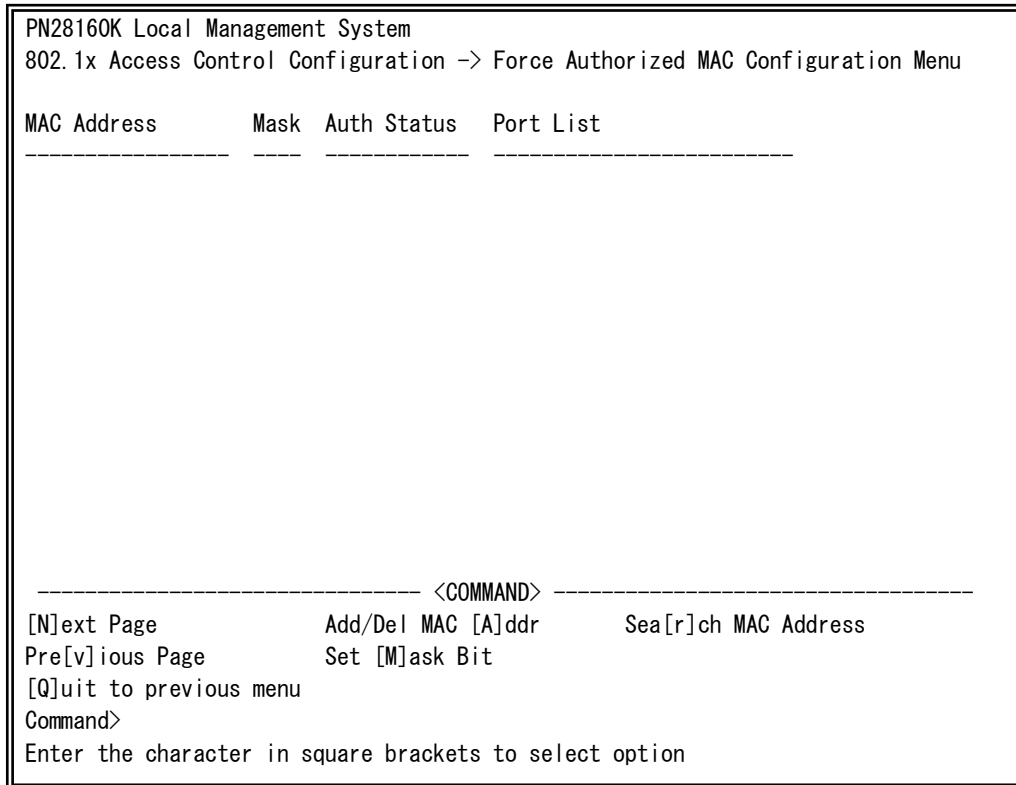 PN28160K Local Management System
802.1x Access Control Configuration -> Force Authorized MAC Configuration Menu
MAC Address        Mask  Auth Status   Port List
-----------------  ----  ------------  -------------------------
-------------------------------- <COMMAND> -----------------------------------
[N]ext Page              Add/Del MAC [A]ddr       Sea[r]ch MAC Address
Pre[v]ious Page          Set [M]ask Bit
[Q]uit to previous menu
Command>
Enter the character in square brackets to select option